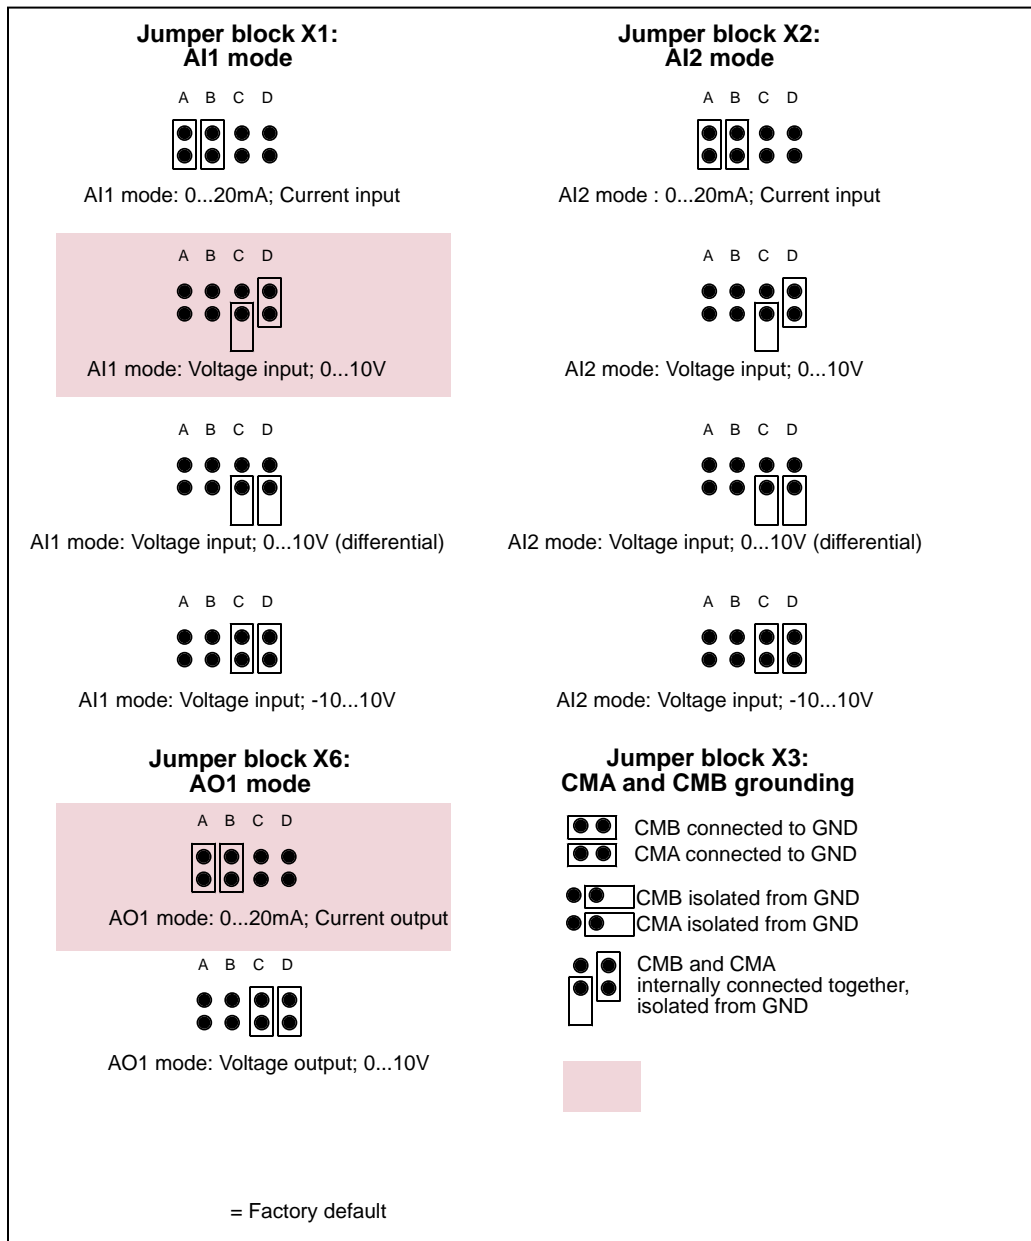 Jumper block X1:
AI1 mode
A B C D
AI1 mode: 0...20mA; Current input
A B C D
AI1 mode: Voltage input; 0...10V
A B C D
AI1 mode: Voltage input; 0...10V (differential)
A B C D
AI1 mode: Voltage input; -10...10V
Jumper block X2:
AI2 mode
A B C D
AI2 mode : 0...20mA; Current input
A B C D
AI2 mode: Voltage input; 0...10V
A B C D
AI2 mode: Voltage input; 0...10V (differential)
A B C D
AI2 mode: Voltage input; -10...10V
Jumper block X6:
AO1 mode
A B C D
AO1 mode: 0...20mA; Current output
A B C D
AO1 mode: Voltage output; 0...10V
Jumper block X3:
CMA and CMB grounding
CMB connected to GND
CMA connected to GND
CMB isolated from GND
CMA isolated from GND
CMB and CMA
internally connected together,
isolated from GND
= Factory default